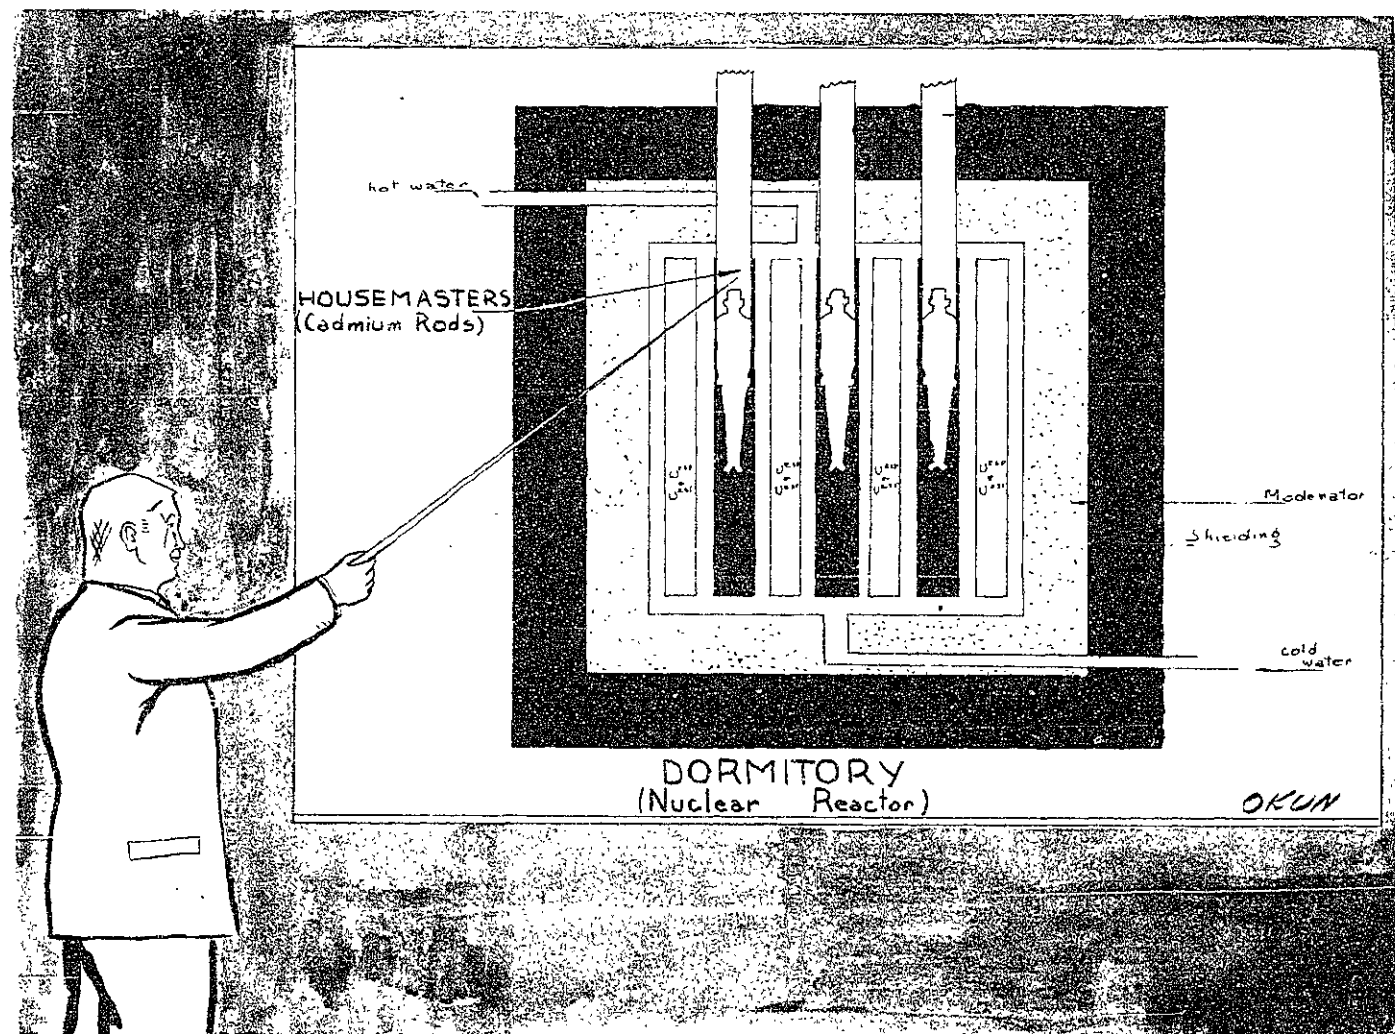 hot water
HOUSEMASTERS
(Cadmium Rods)
Moderator
Shielding
cold
water
DORMITORY
(Nuclear Reactor)
OKUN